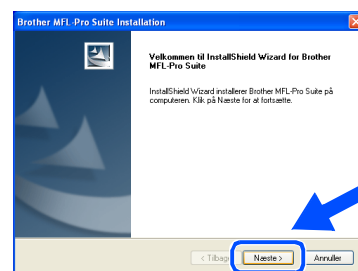 Brother MFL-Pro Suite Installation
Velkommen til InstallShield Wizard for Brother
MFL-Pro Suite
InstallShield Wizard installerer Brother MFL-Pro Suite på
computeren. Klik på Næste for at fortsætte.
< Tilbage Næste > Annuller